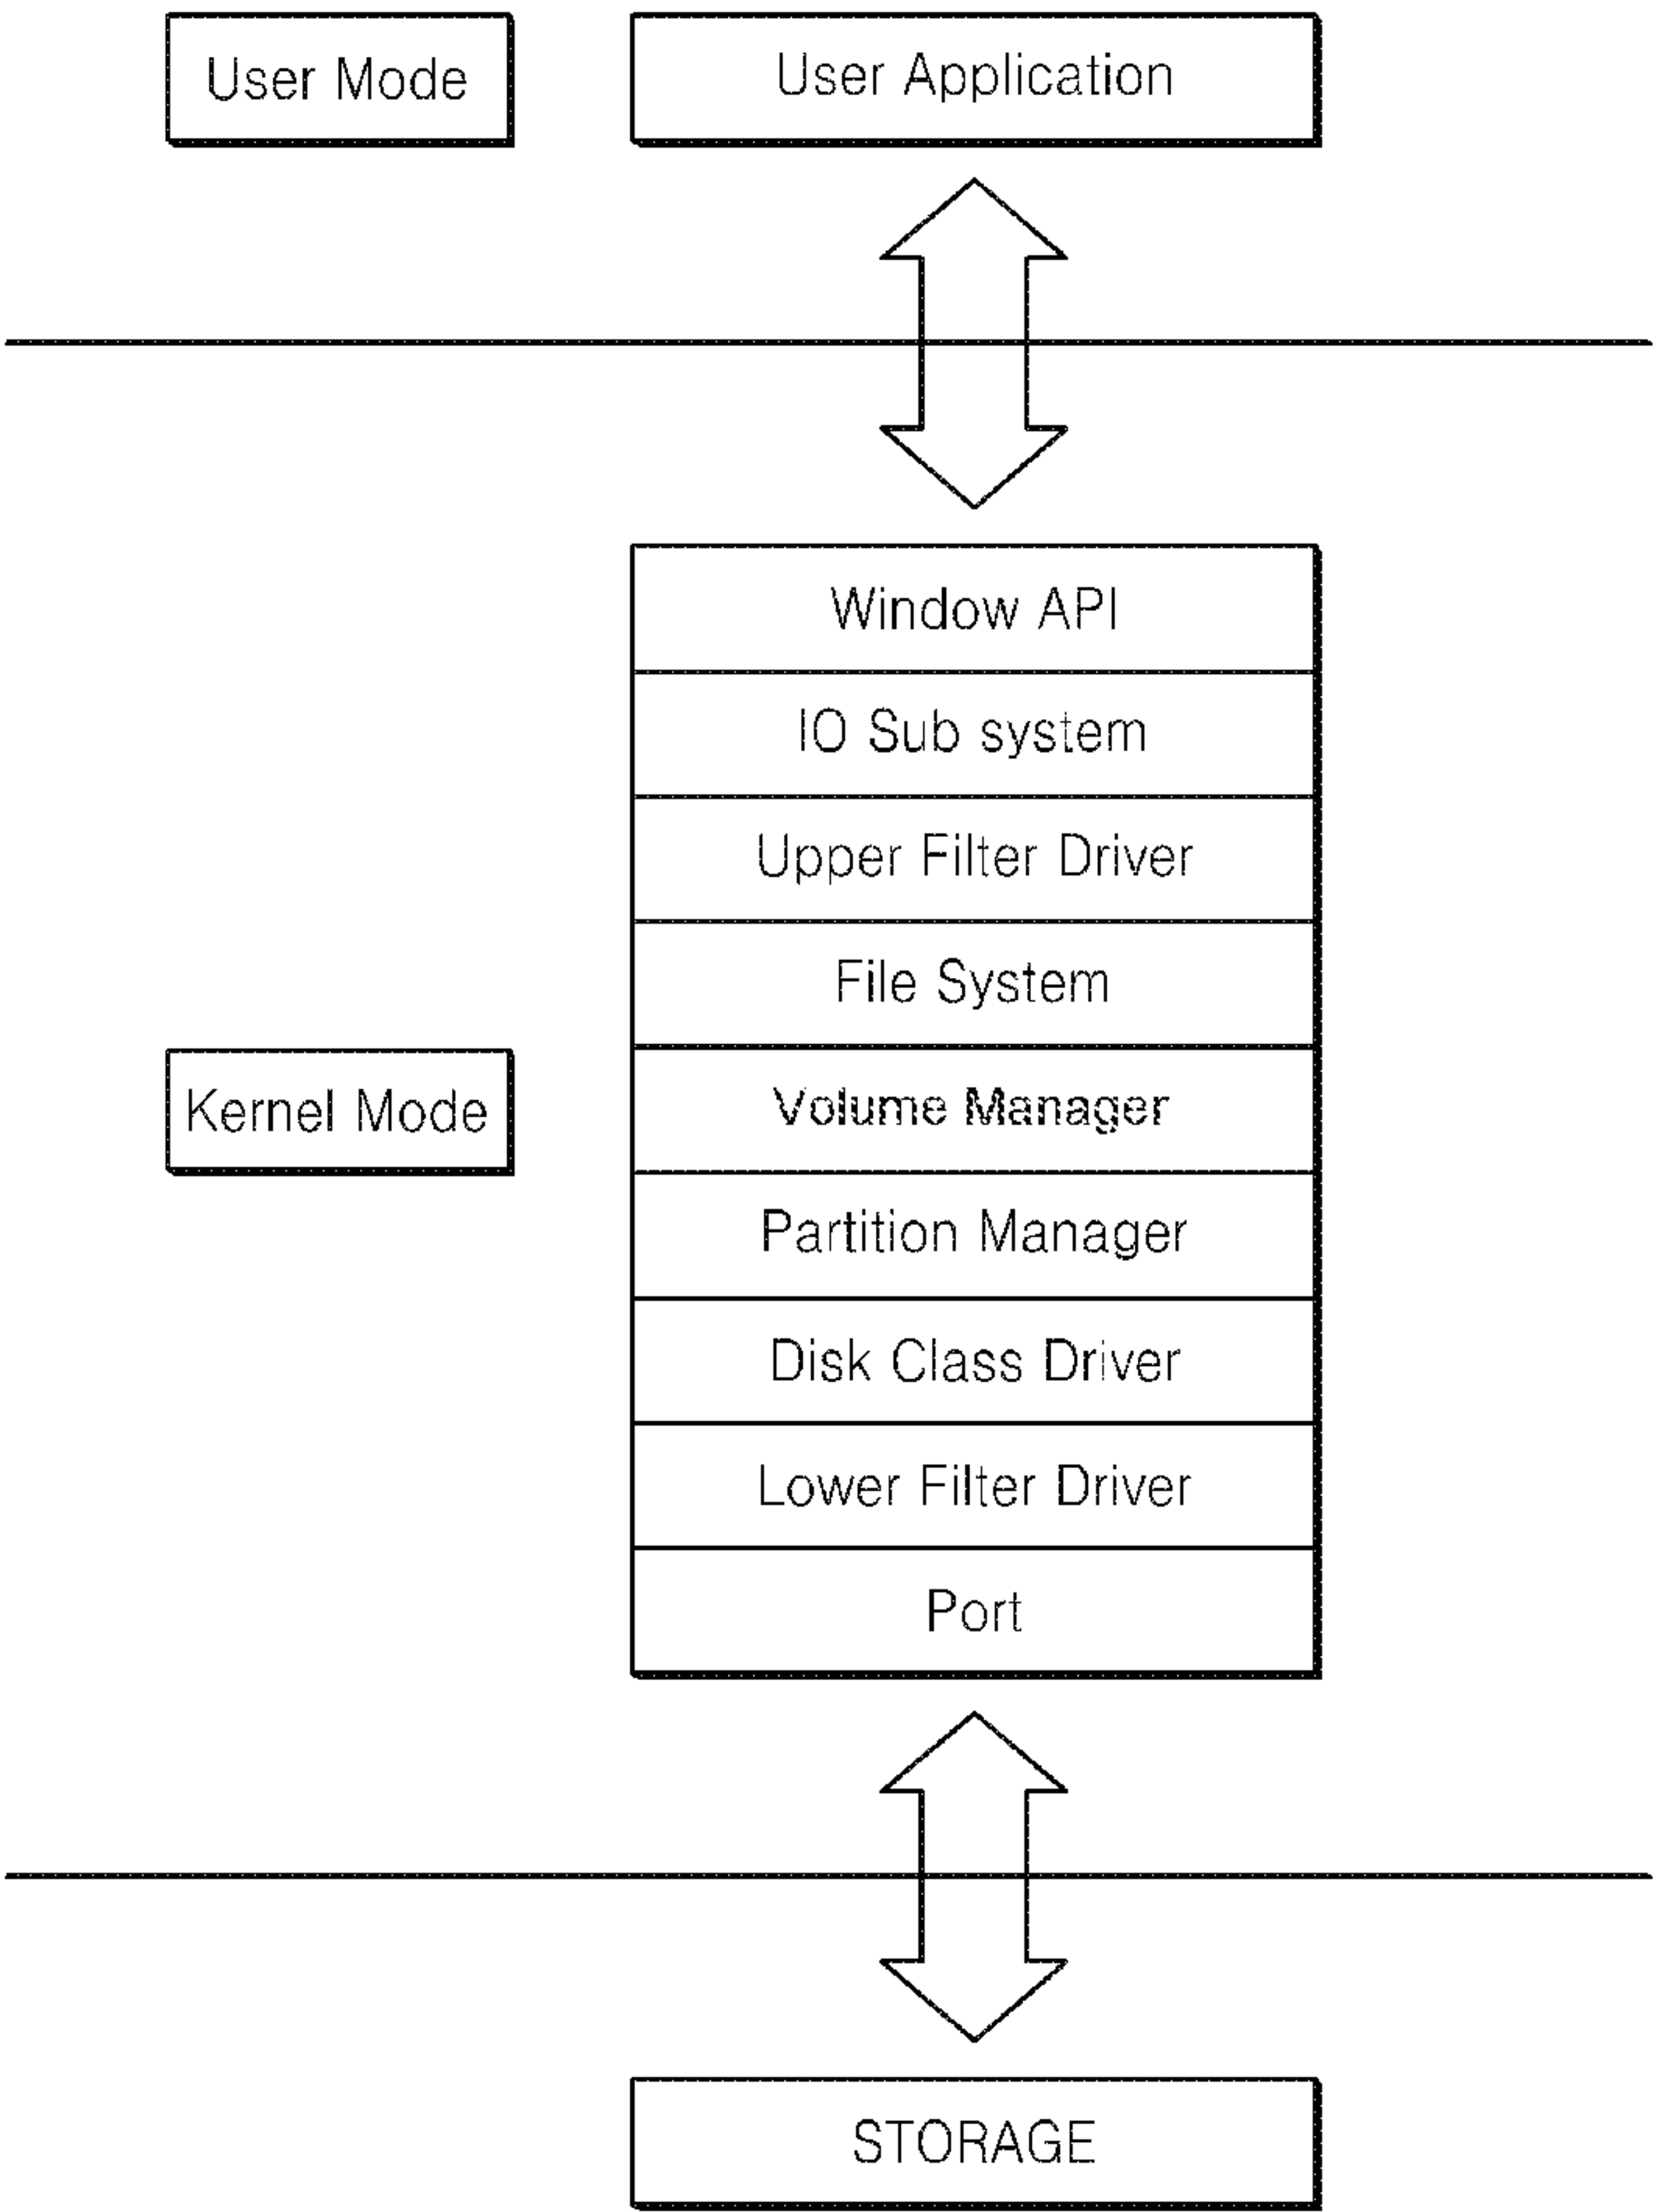 User Mode
User Application
Window API
IO Sub system
Upper Filter Driver
File System
Kernel Mode
Volume Manager
Partition Manager
Disk Class Driver
Lower Filter Driver
Port
STORAGE